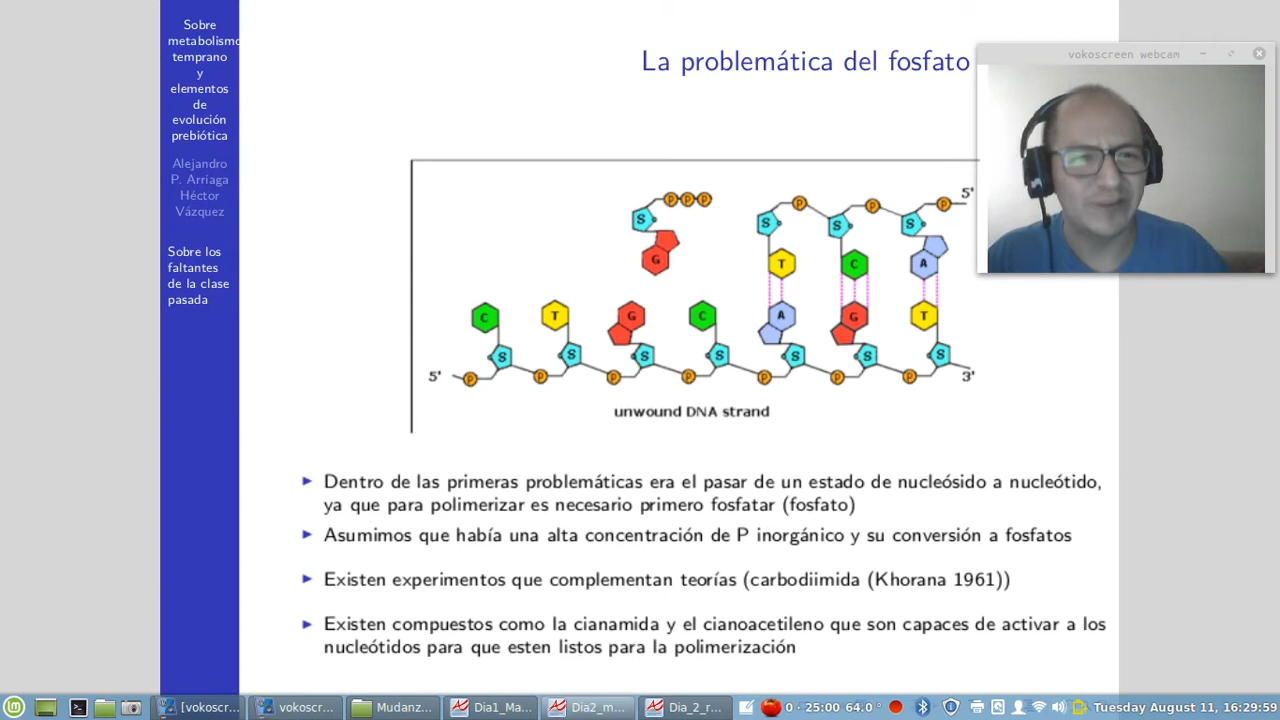 Sobre
metabolismo
temprano
y
elementos
de
evolución
prebiótica
Alejandro
P. Arriaga
Héctor
Vázquez
Sobre los
faltantes
de la clase
pasada
La problemática del fosfato
vokoscreen webcam
5'
P P P
P P P
S S S S
G T C A
C T G C A G T
S S S S S S S
5' P P P P P P P 3'
unwound DNA strand
Dentro de las primeras problemáticas era el pasar de un estado de nucleósido a nucleótido,
ya que para polimerizar es necesario primero fosfatar (fosfato)
Asumimos que había una alta concentración de P inorgánico y su conversión a fosfatos
Existen experimentos que complementan teorías (carbodiimida (Khorana 1961))
Existen compuestos como la cianamida y el cianoacetileno que son capaces de activar a los
nucleótidos para que esten listos para la polimerización
[vokoscr... vokoscr... Mudanz... Dia1_Ma... Dia2_m... Dia_2_r... 0 · 25:00 64.0 ° Tuesday August 11, 16:29:59